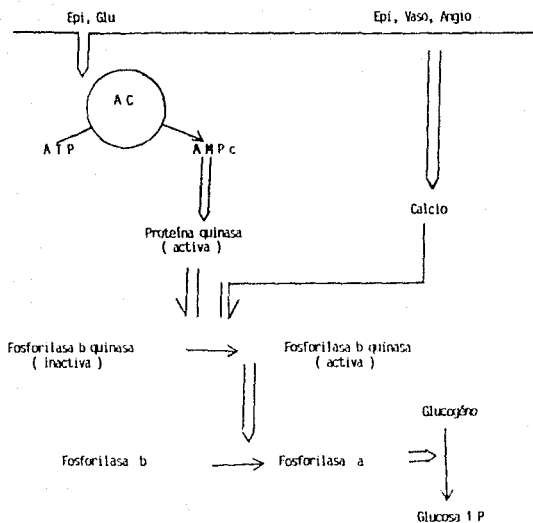 Epi, Glu
Epi, Vaso, Angio
A C
A T P
A M P c
Calcio
Proteína quinasa
( activa )
Fosforilasa b quinasa
( inactiva )
Fosforilasa b quinasa
( activa )
Glucogéno
Fosforilasa b
Fosforilasa a
Glucosa 1 P